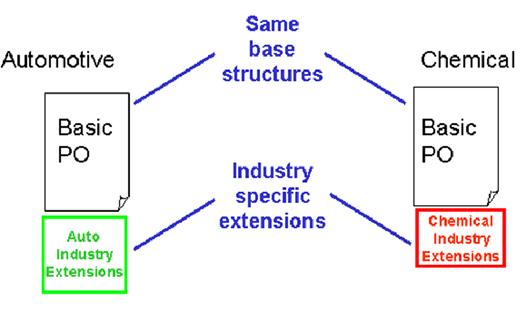 Same
base
structures
Automotive
Chemical
Basic
PO
Basic
PO
Industry
specific
extensions
Auto
Industry
Extensions
Chemical
Industry
Extensions